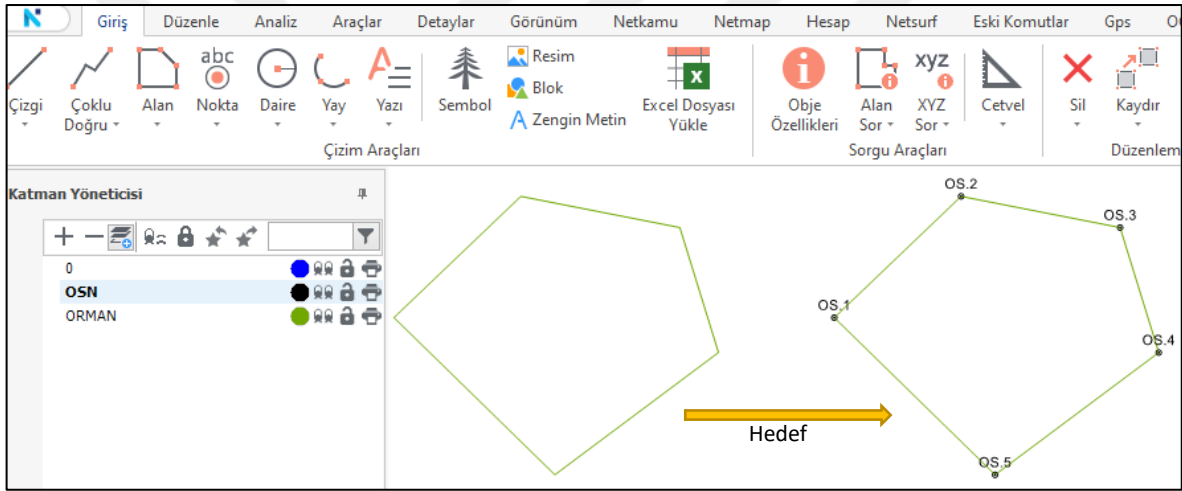 Giriş Düzenle Analiz Araçlar Detaylar Görünüm Netkamu Netmap Hesap Netsurf Eski Komutlar Gps
abc Resim xyz
Blok X
Çizgi Çoklu Doğru Alan Nokta Daire Yay Yazı Sembol Zengin Metin Excel Dosyası Yükle Obje Özellikleri Alan Sor XYZ Sor Cetvel Sil Kaydır
Çizim Araçları Sorgu Araçları Düzenlem
Katman Yöneticisi
0
OSN
ORMAN
OS.2
OS.3
OS.1
OS.4
Hedef
OS.5